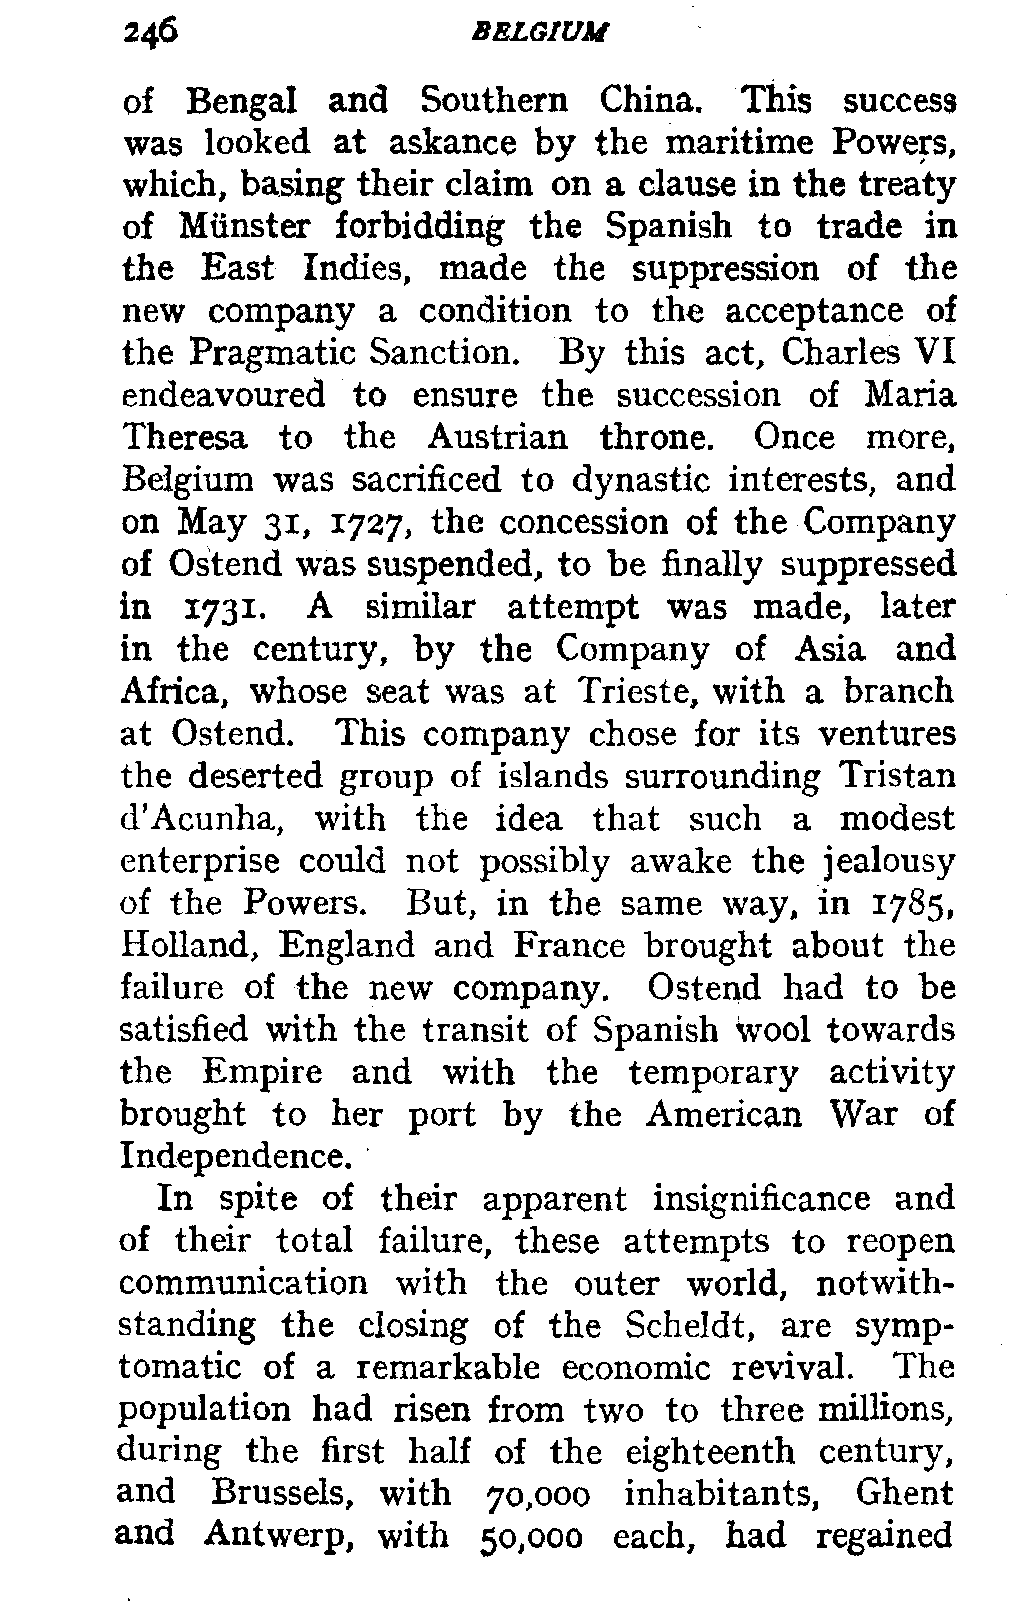 246 BELGIUM
of Bengal and Southern China. This success
was looked at askance by the maritime Powers,
which, basing their claim on a clause in the treaty
of Münster forbidding the Spanish to trade in
the East Indies, made the suppression of the
new company a condition to the acceptance of
the Pragmatic Sanction. By this act, Charles VI
endeavoured to ensure the succession of Maria
Theresa to the Austrian throne. Once more,
Belgium was sacrificed to dynastic interests, and
on May 31, 1727, the concession of the Company
of Ostend was suspended, to be finally suppressed
in 1731. A similar attempt was made, later
in the century, by the Company of Asia and
Africa, whose seat was at Trieste, with a branch
at Ostend. This company chose for its ventures
the deserted group of islands surrounding Tristan
d'Acunha, with the idea that such a modest
enterprise could not possibly awake the jealousy
of the Powers. But, in the same way, in 1785,
Holland, England and France brought about the
failure of the new company. Ostend had to be
satisfied with the transit of Spanish wool towards
the Empire and with the temporary activity
brought to her port by the American War of
Independence.
In spite of their apparent insignificance and
of their total failure, these attempts to reopen
communication with the outer world, notwith-
standing the closing of the Scheldt, are symp-
tomatic of a remarkable economic revival. The
population had risen from two to three millions,
during the first half of the eighteenth century,
and Brussels, with 70,000 inhabitants, Ghent
and Antwerp, with 50,000 each, had regained